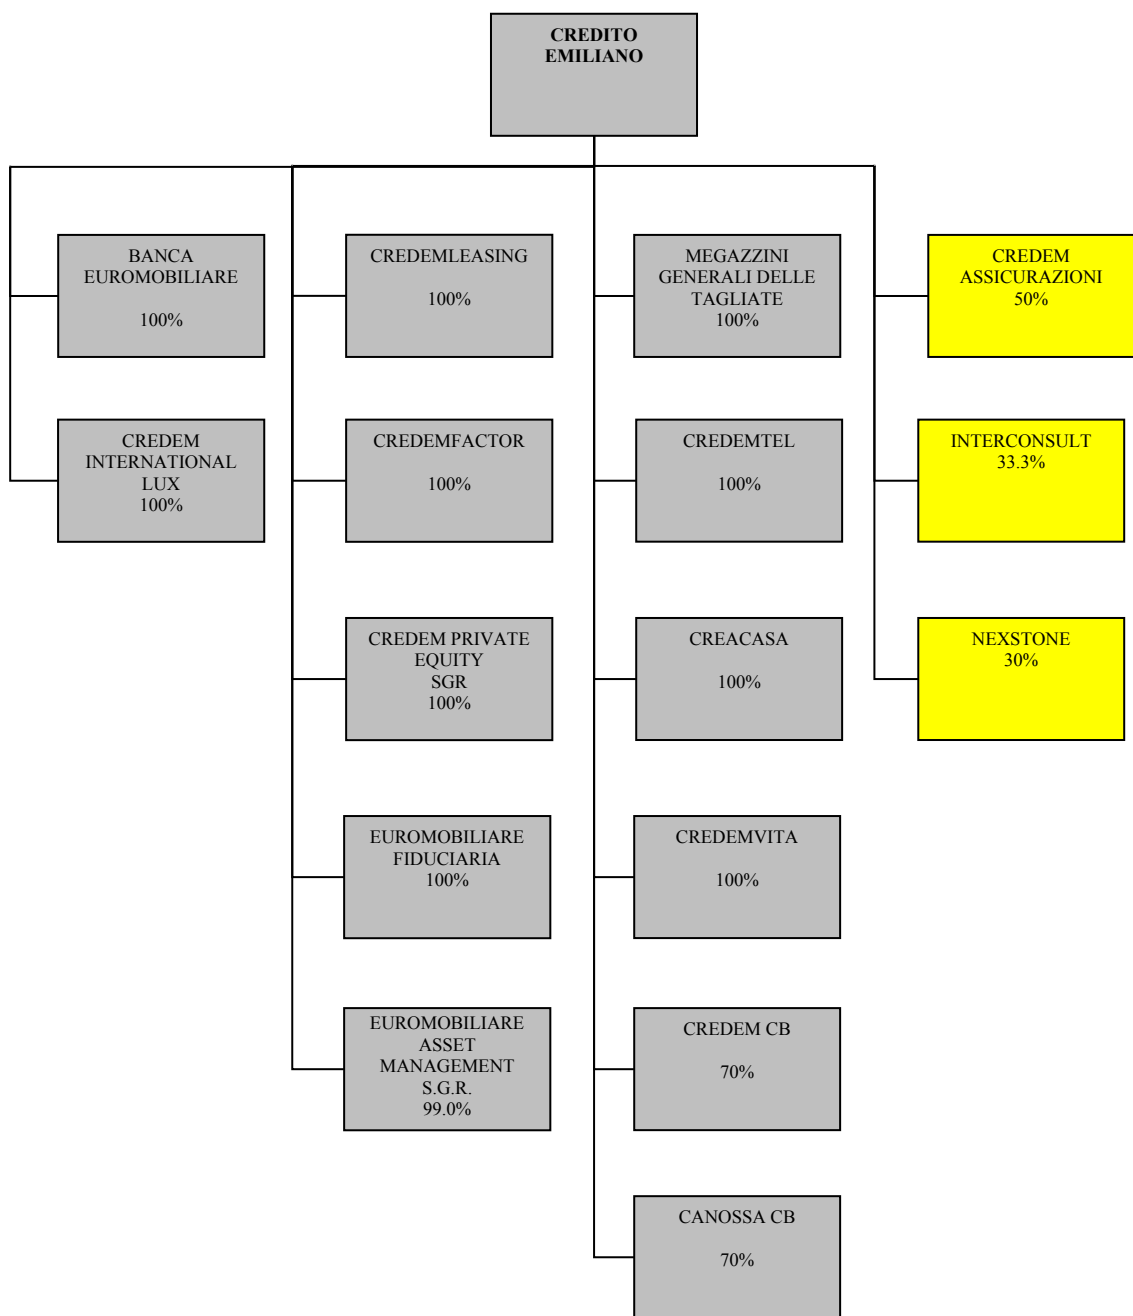 CREDITO
EMILIANO
BANCA
EUROMOBILIARE
100%
CREDEMLEASING
100%
MEGAZZINI
GENERALI DELLE
TAGLIATE
100%
CREDEM
ASSICURAZIONI
50%
CREDEM
INTERNATIONAL
LUX
100%
CREDEMFACTOR
100%
CREDEMTEL
100%
INTERCONSULT
33.3%
CREDEM PRIVATE
EQUITY
SGR
100%
CREACASA
100%
NEXSTONE
30%
EUROMOBILIARE
FIDUCIARIA
100%
CREDEMVITA
100%
EUROMOBILIARE
ASSET
MANAGEMENT
S.G.R.
99.0%
CREDEM CB
70%
CANOSSA CB
70%